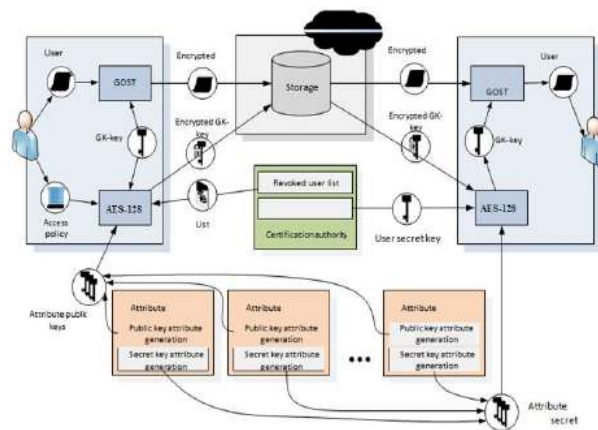 User
GOST
Encrypted
Storage
Encrypted
GOST
User
GK-key
Encrypted GK-
key
Encrypted GK-
key
GK-key
Access
policy
AES-128
List
Revoked user list
Certification authority
User secret key
AES-128
Attribute publk
keys
Attribute
Public key attribute
generation
Secret key attribute
generation
Attribute
Public key attribute
generation
Secret key attribute
generation
•••
Attribute
Public key attribute
generation
Secret key attribute
generation
Attribute
secret